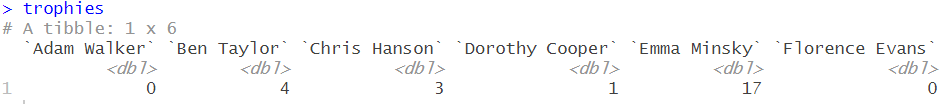 > trophies
# A tibble: 1 x 6
`Adam Walker` `Ben Taylor` `Chris Hanson` `Dorothy Cooper` `Emma Minsky` `Florence Evans`
<dbl> <dbl> <dbl> <dbl> <dbl> <dbl>
1 0 4 3 1 17 0